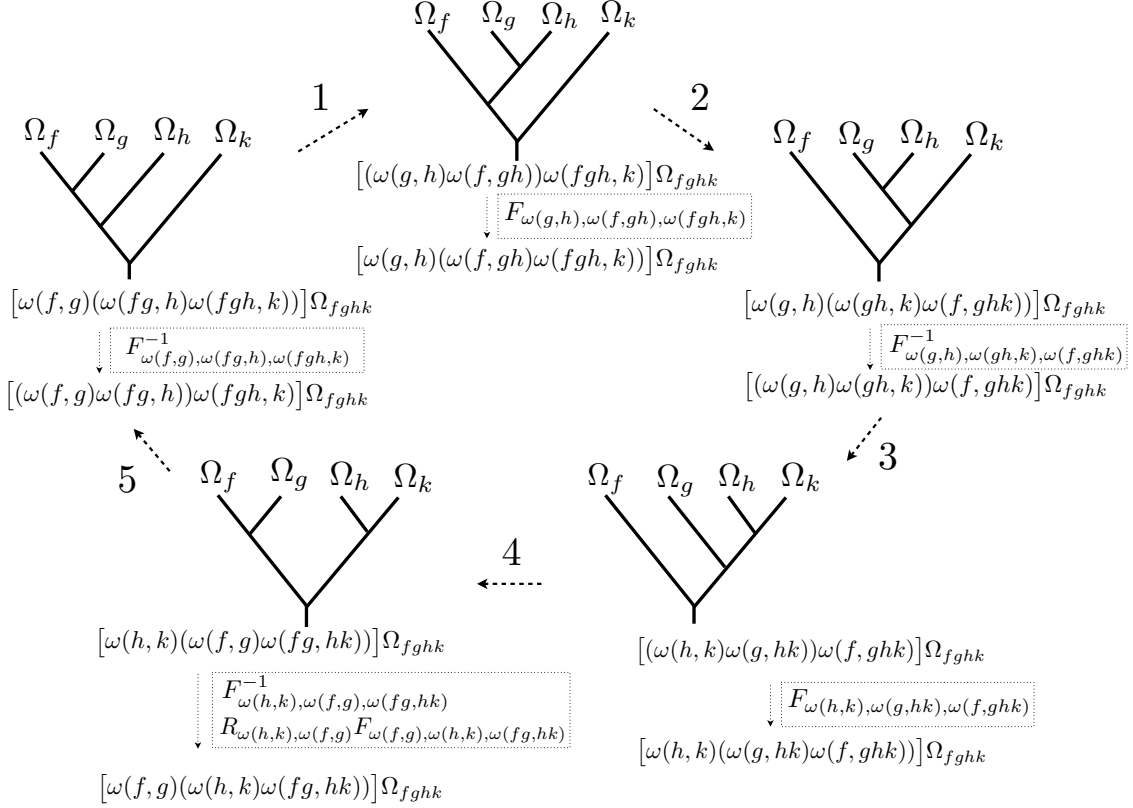 1
Ω_f Ω_g Ω_h Ω_k
[(ω(g, h)ω(f, gh))ω(fgh, k)]Ω_{fghk}
F_{ω(g,h),ω(f,gh),ω(fgh,k)}
[ω(g, h)(ω(f, gh)ω(fgh, k))]Ω_{fghk}
2
Ω_f Ω_g Ω_h Ω_k
[ω(f, g)(ω(fg, h)ω(fgh, k))]Ω_{fghk}
F^{-1}_{ω(f,g),ω(fg,h),ω(fgh,k)}
[(ω(f, g)ω(fg, h))ω(fgh, k)]Ω_{fghk}
Ω_f Ω_g Ω_h Ω_k
[ω(g, h)(ω(gh, k)ω(f, ghk))]Ω_{fghk}
F^{-1}_{ω(g,h),ω(gh,k),ω(f,ghk)}
[(ω(g, h)ω(gh, k))ω(f, ghk)]Ω_{fghk}
3
5
Ω_f Ω_g Ω_h Ω_k
[ω(h, k)(ω(f, g)ω(fg, hk))]Ω_{fghk}
F^{-1}_{ω(h,k),ω(f,g),ω(fg,hk)}
R_{ω(h,k),ω(f,g)}F_{ω(f,g),ω(h,k),ω(fg,hk)}
[ω(f, g)(ω(h, k)ω(fg, hk))]Ω_{fghk}
4
Ω_f Ω_g Ω_h Ω_k
[(ω(h, k)ω(g, hk))ω(f, ghk)]Ω_{fghk}
F_{ω(h,k),ω(g,hk),ω(f,ghk)}
[ω(h, k)(ω(g, hk)ω(f, ghk))]Ω_{fghk}